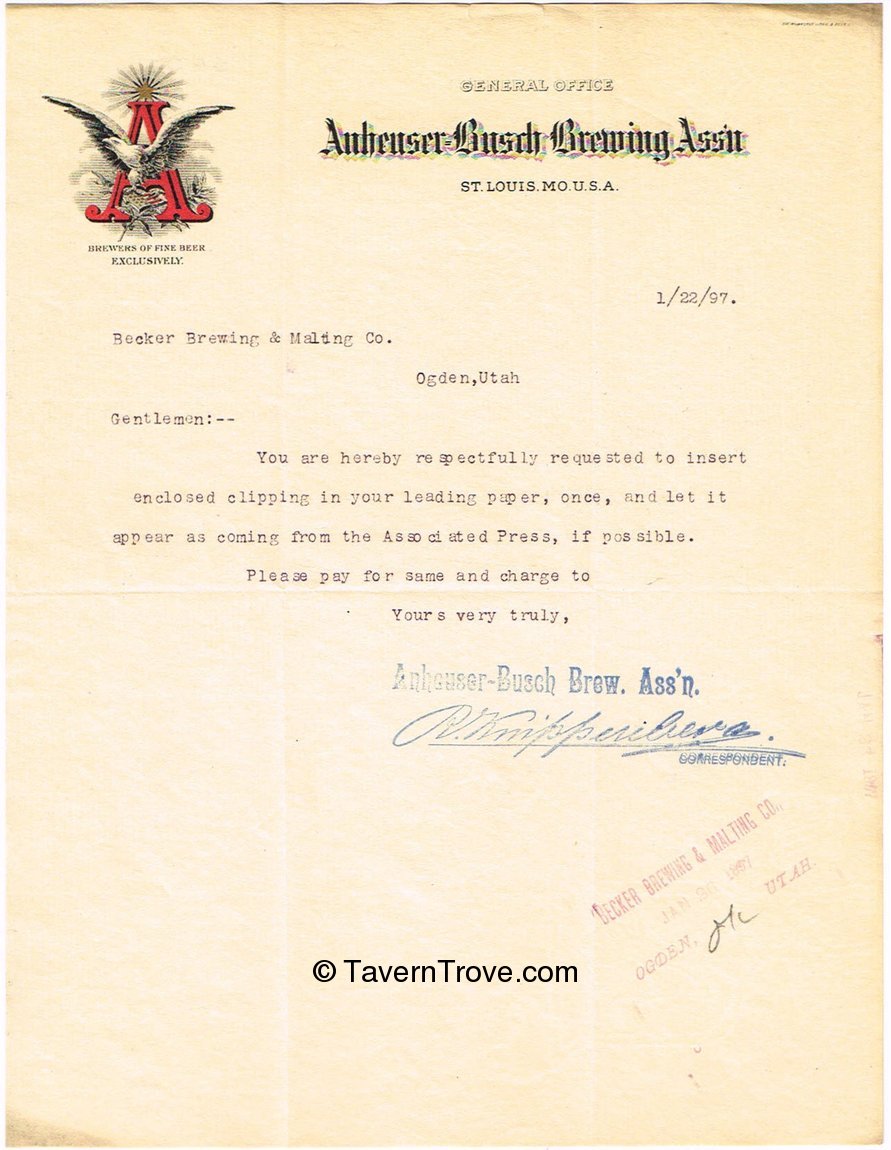 GENERAL OFFICE
Anheuser-Busch Brewing Ass'n
ST. LOUIS. MO. U.S.A.
A
BREWERS OF FINE BEER
EXCLUSIVELY.
1/22/97.
Becker Brewing & Malting Co.
Ogden,Utah
Gentlemen:--
You are hereby respectfully requested to insert
enclosed clipping in your leading paper, once, and let it
appear as coming from the Associated Press, if possible.
Please pay for same and charge to
Yours very truly,
Anheuser-Busch Brew. Ass'n.
CORRESPONDENT.
BECKER BREWING & MALTING CO.,
JAN 1897
OGDEN, UTAH.
© TavernTrove.com